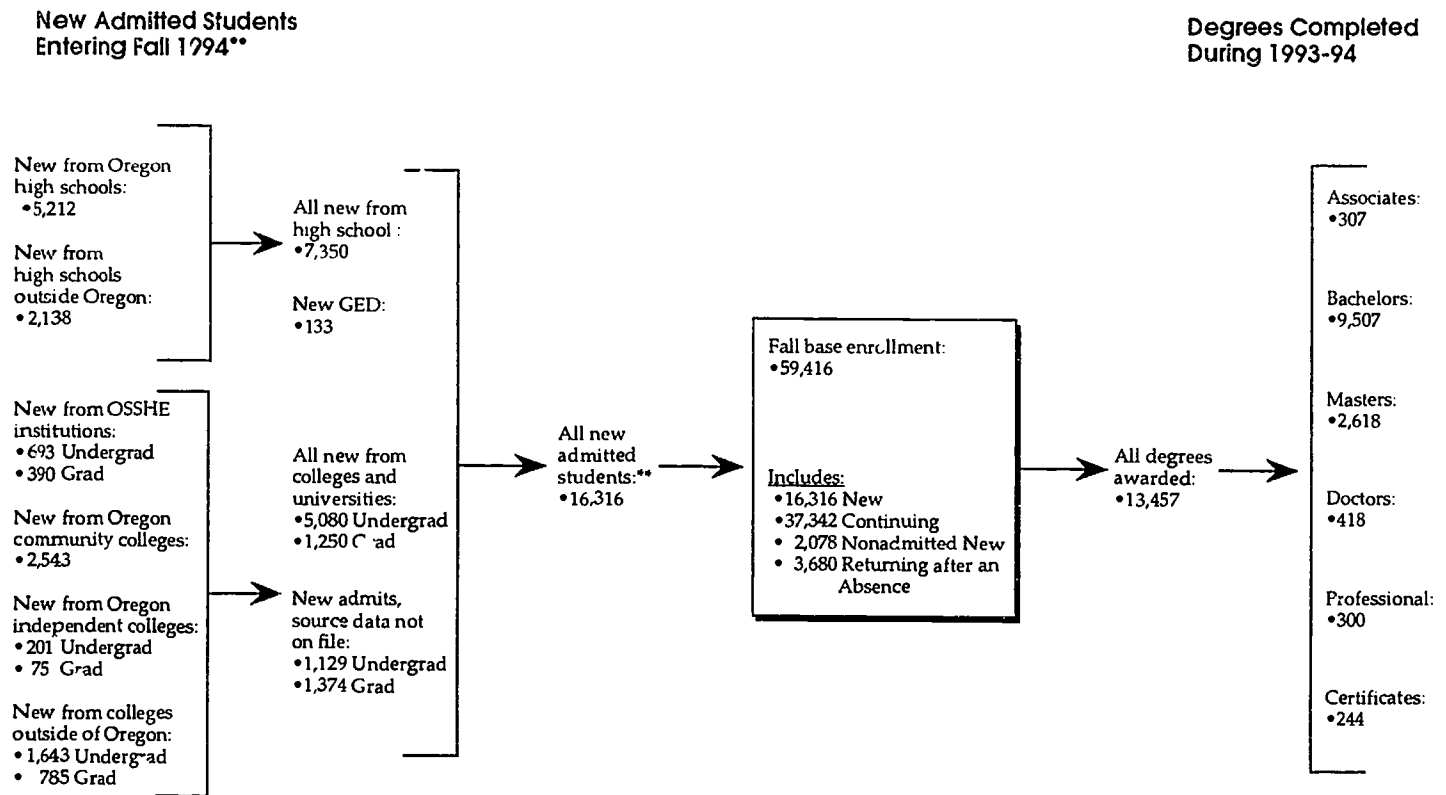 New Admitted Students
Entering Fall 1994**
Degrees Completed
During 1993-94
New from Oregon
high schools:
•5,212
New from
high schools
outside Oregon:
•2,138
New from OSSHE
institutions:
•693 Undergrad
•390 Grad
New from Oregon
community colleges:
•2,543
New from Oregon
independent colleges:
•201 Undergrad
• 75 Grad
New from colleges
outside of Oregon:
•1,643 Undergrad
• 785 Grad
All new from
high school :
•7,350
New GED:
•133
All new from
colleges and
universities:
•5,080 Undergrad
•1,250 Grad
New admits,
source data not
on file:
•1,129 Undergrad
•1,374 Grad
All new
admitted
students:**
•16,316
Fall base enrollment:
•59,416
Includes:
•16,316 New
•37,342 Continuing
• 2,078 Nonadmitted New
• 3,680 Returning after an
Absence
All degrees
awarded:
•13,457
Associates:
•307
Bachelors:
•9,507
Masters:
•2,618
Doctors:
•418
Professional:
•300
Certificates:
•244